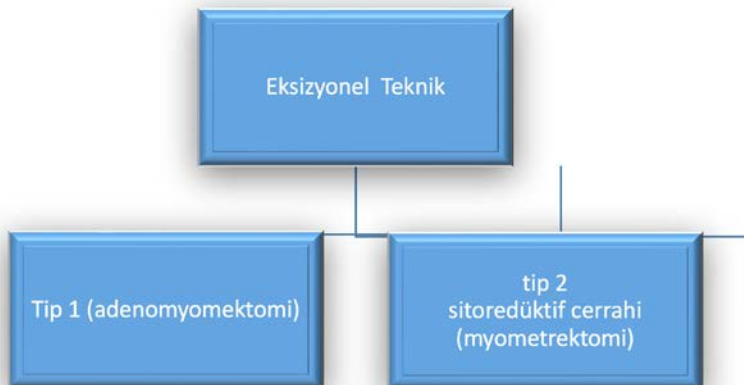 Eksizyonel Teknik
Tip 1 (adenomyomektomi)
tip 2
sitoredüktif cerrahi
(myometrektomi)